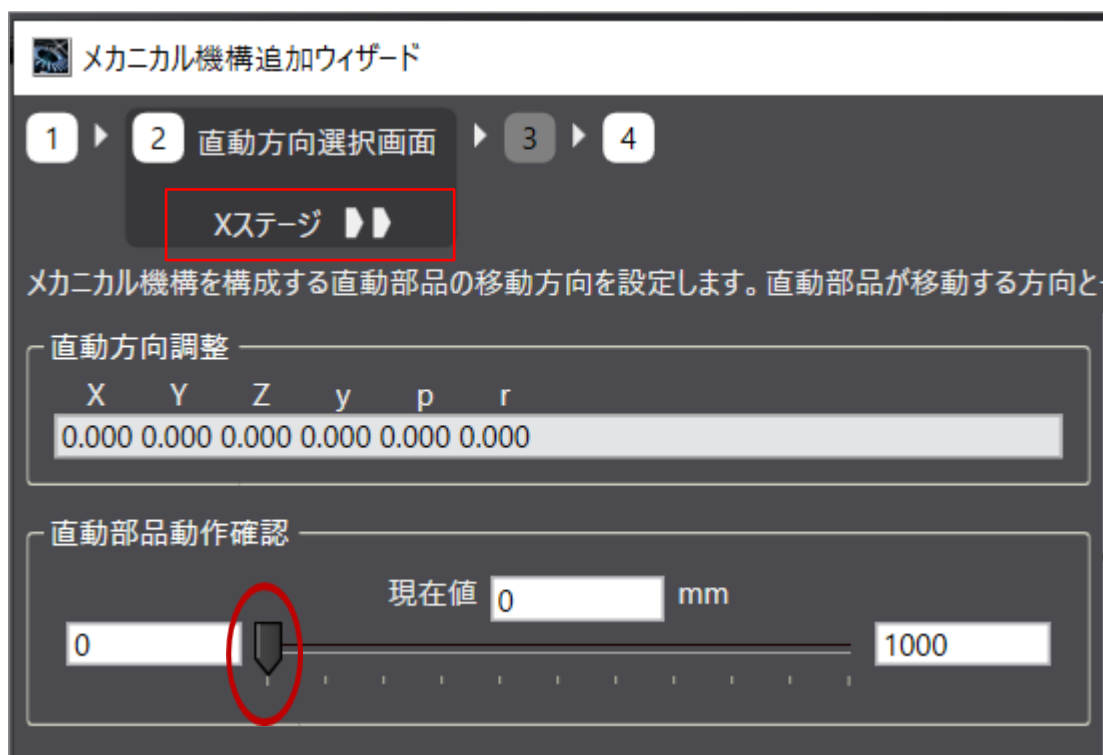 メカニカル機構追加ウィザード
1 2 直動方向選択画面 3 4
Xステージ
メカニカル機構を構成する直動部品の移動方向を設定します。直動部品が移動する方向と
直動方向調整
X Y Z y p r
0.000 0.000 0.000 0.000 0.000 0.000
直動部品動作確認
現在値 0 mm
0 1000